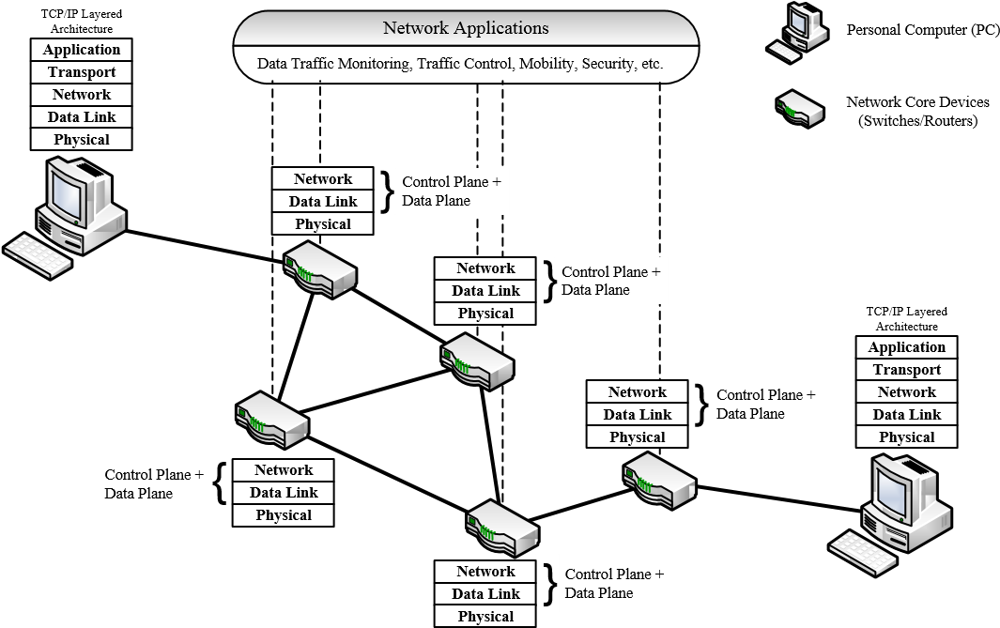 TCP/IP Layered
Architecture
Application
Transport
Network
Data Link
Physical
Network Applications
Data Traffic Monitoring, Traffic Control, Mobility, Security, etc.
Personal Computer (PC)
Network Core Devices
(Switches/Routers)
Network
Data Link
Physical
Control Plane +
Data Plane
Network
Data Link
Physical
Control Plane +
Data Plane
Network
Data Link
Physical
Control Plane +
Data Plane
TCP/IP Layered
Architecture
Application
Transport
Network
Data Link
Physical
Control Plane +
Data Plane
Network
Data Link
Physical
Network
Data Link
Physical
Control Plane +
Data Plane